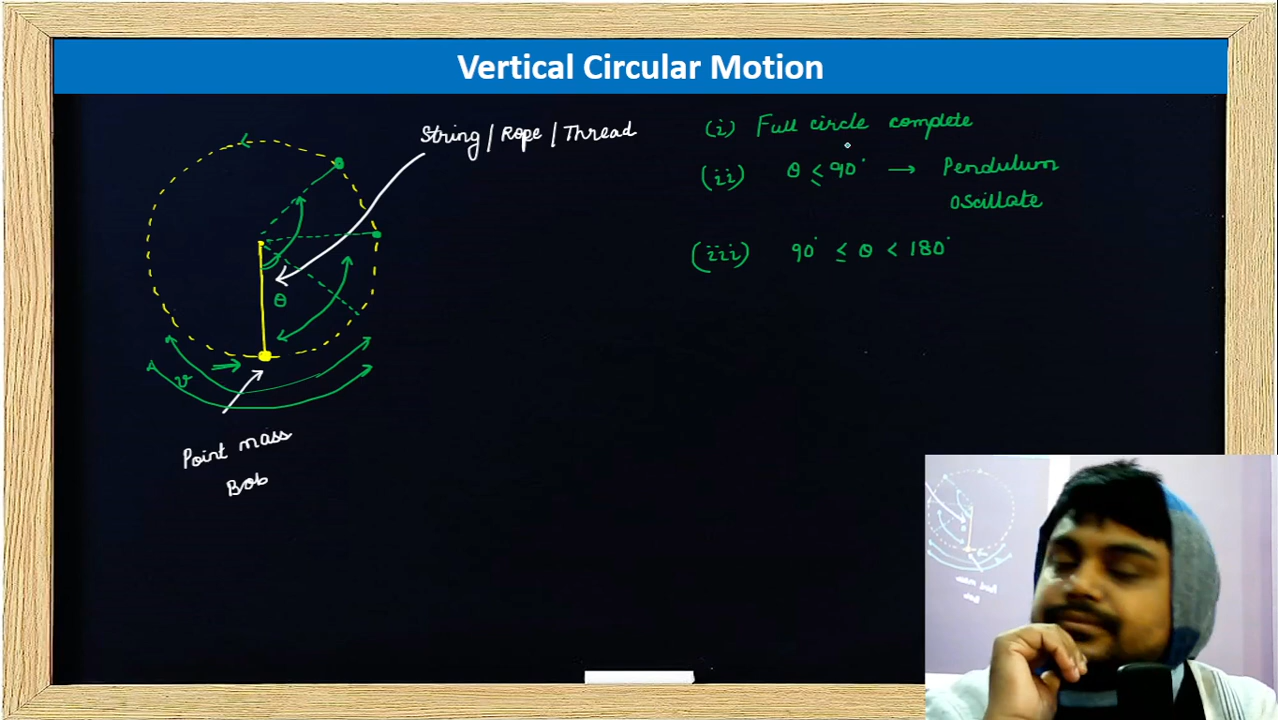 Vertical Circular Motion
String/Rope/Thread
(i) Full circle complete
(ii) θ ≤ 90° → Pendulum
Oscillate
(iii) 90° ≤ θ < 180°
θ
v
Point mass
Bob